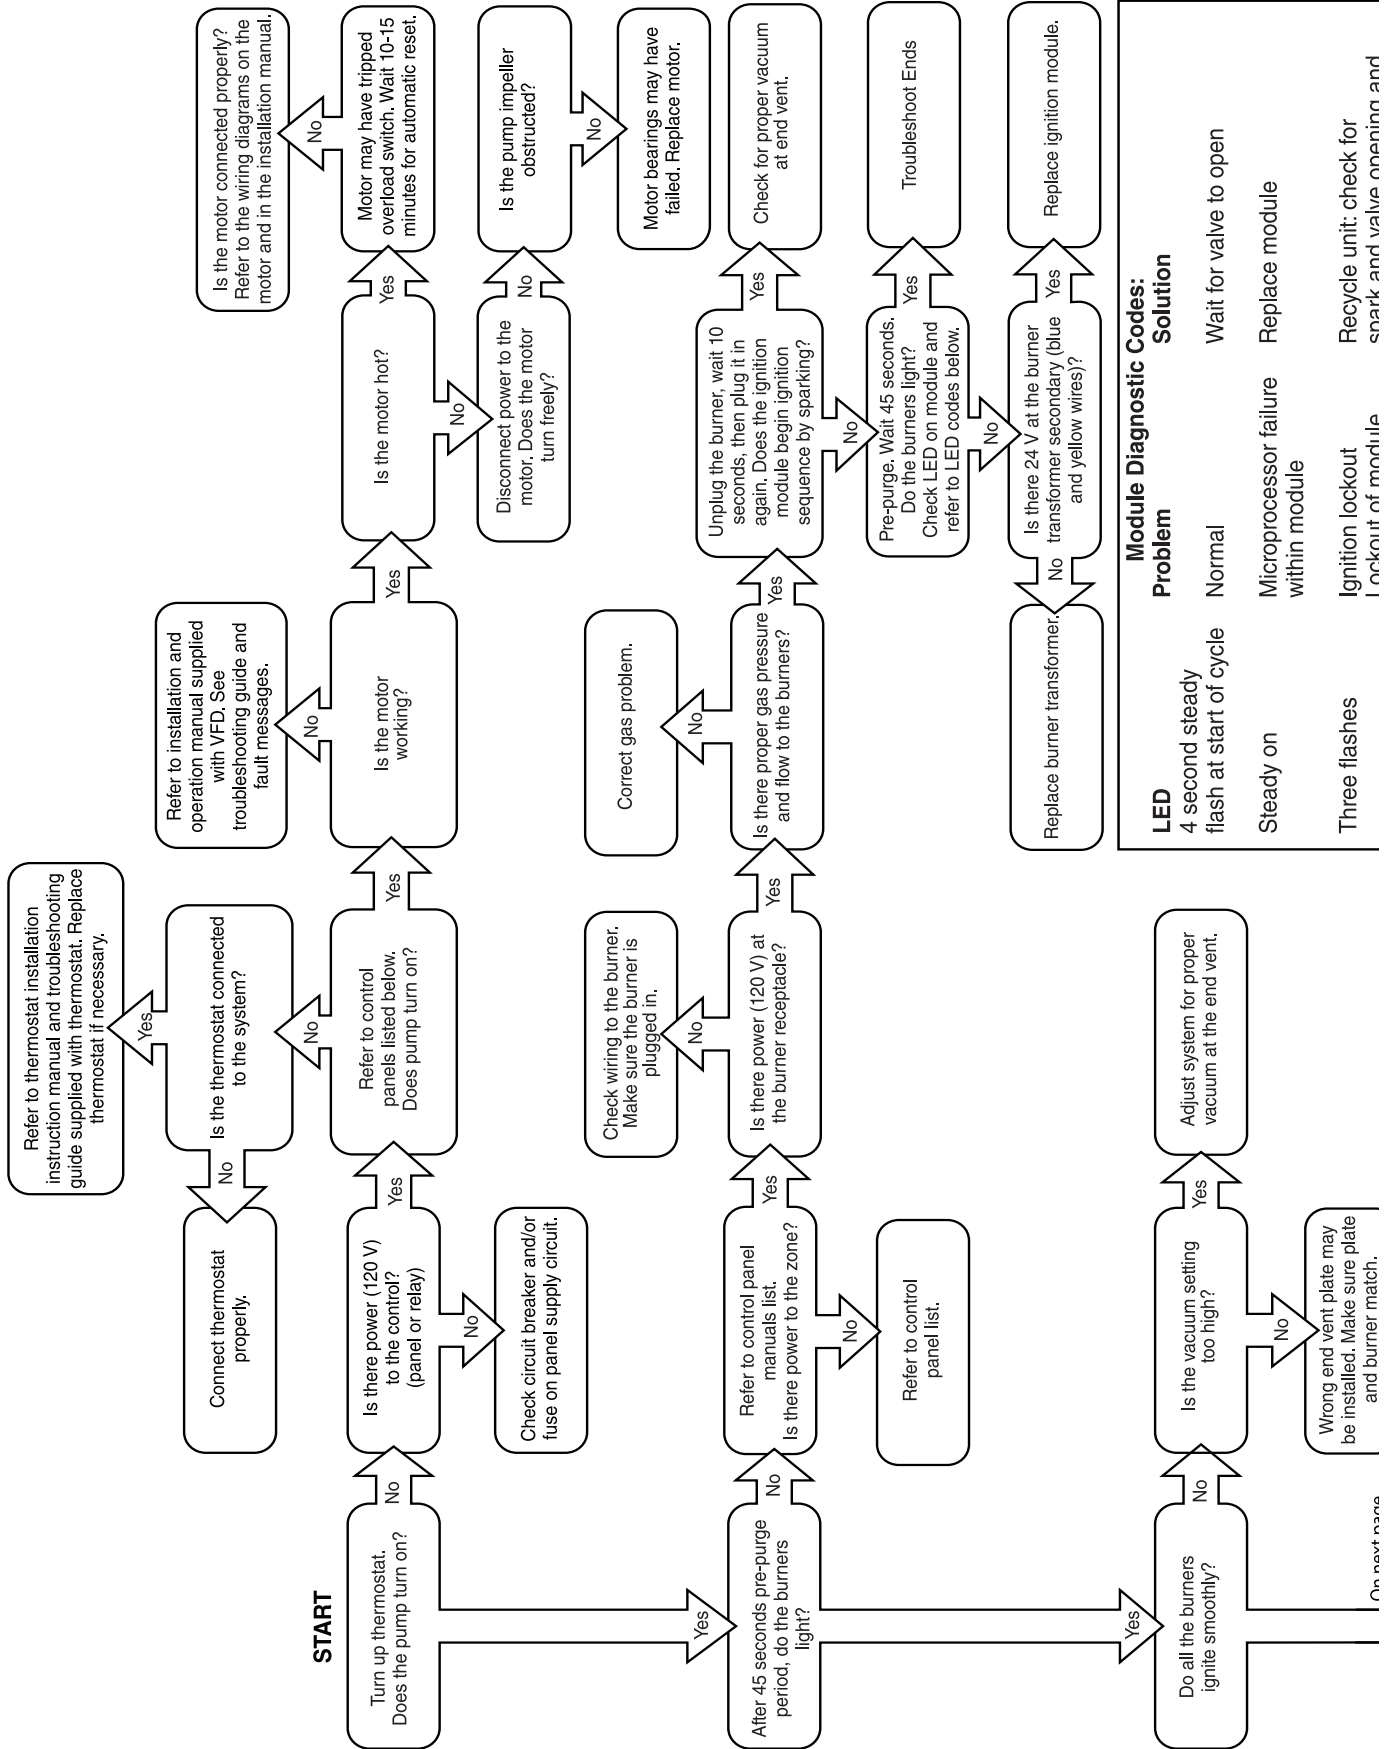 START
Turn up thermostat.
Does the pump turn on?
No
Is there power (120 V)
to the control?
(panel or relay)
No
Check circuit breaker and/or
fuse on panel supply circuit.
Yes
Refer to control
panels listed below.
Does pump turn on?
No
Is the thermostat connected
to the system?
No
Connect thermostat
properly.
Yes
Refer to thermostat installation
instruction manual and troubleshooting
guide supplied with thermostat. Replace
thermostat if necessary.
Yes
Is the motor
working?
No
Refer to installation and
operation manual supplied
with VFD. See
troubleshooting guide and
fault messages.
Yes
Is the motor hot?
Yes
Motor may have tripped
overload switch. Wait 10-15
minutes for automatic reset.
No
Is the motor connected properly?
Refer to the wiring diagrams on the
motor and in the installation manual.
No
Disconnect power to the
motor. Does the motor
turn freely?
No
Is the pump impeller
obstructed?
No
Motor bearings may have
failed. Replace motor.
Yes
After 45 seconds pre-purge
period, do the burners
light?
No
Refer to control panel
manuals list.
Is there power to the zone?
No
Refer to control
panel list.
Yes
Is there power (120 V) at
the burner receptacle?
No
Check wiring to the burner.
Make sure the burner is
plugged in.
Yes
Is there proper gas pressure
and flow to the burners?
No
Correct gas problem.
Yes
Unplug the burner, wait 10
seconds, then plug it in
again. Does the ignition
module begin ignition
sequence by sparking?
Yes
Check for proper vacuum
at end vent.
No
Pre-purge. Wait 45 seconds.
Do the burners light?
Check LED on module and
refer to LED codes below.
Yes
Troubleshoot Ends
No
Is there 24 V at the burner
transformer secondary (blue
and yellow wires)?
Yes
Replace ignition module.
No
Replace burner transformer.
Yes
Do all the burners
ignite smoothly?
No
Is the vacuum setting
too high?
Yes
Adjust system for proper
vacuum at the end vent.
No
Wrong end vent plate may
be installed. Make sure plate
and burner match.
On next page
Module Diagnostic Codes:
LED Problem Solution
4 second steady
flash at start of cycle Normal Wait for valve to open
Steady on Microprocessor failure Replace module
within module
Three flashes Ignition lockout Recycle unit: check for
Lockout of module spark and valve opening and